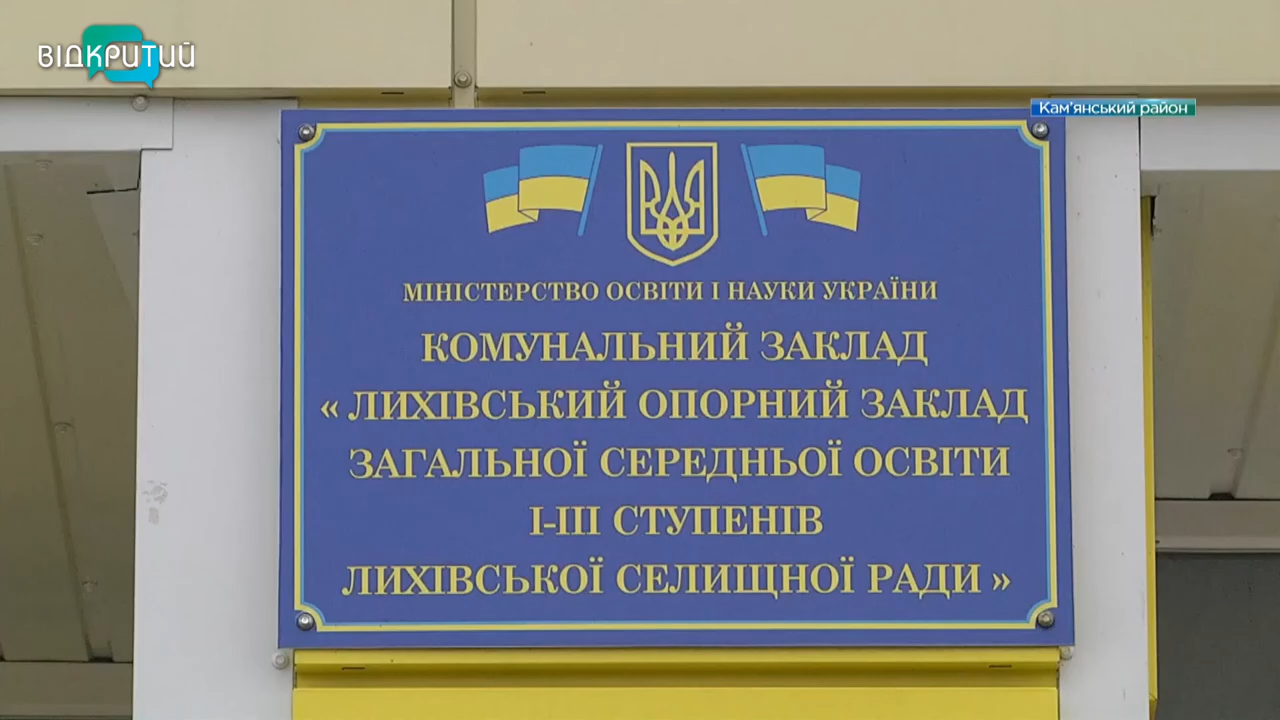 ВІДКРИТИЙ
Кам'янський район
МІНІСТЕРСТВО ОСВІТИ І НАУКИ УКРАЇНИ
КОМУНАЛЬНИЙ ЗАКЛАД
« ЛИХІВСЬКИЙ ОПОРНИЙ ЗАКЛАД
ЗАГАЛЬНОЇ СЕРЕДНЬОЇ ОСВІТИ
І-ІІІ СТУПЕНІВ
ЛИХІВСЬКОЇ СЕЛИЩНОЇ РАДИ »